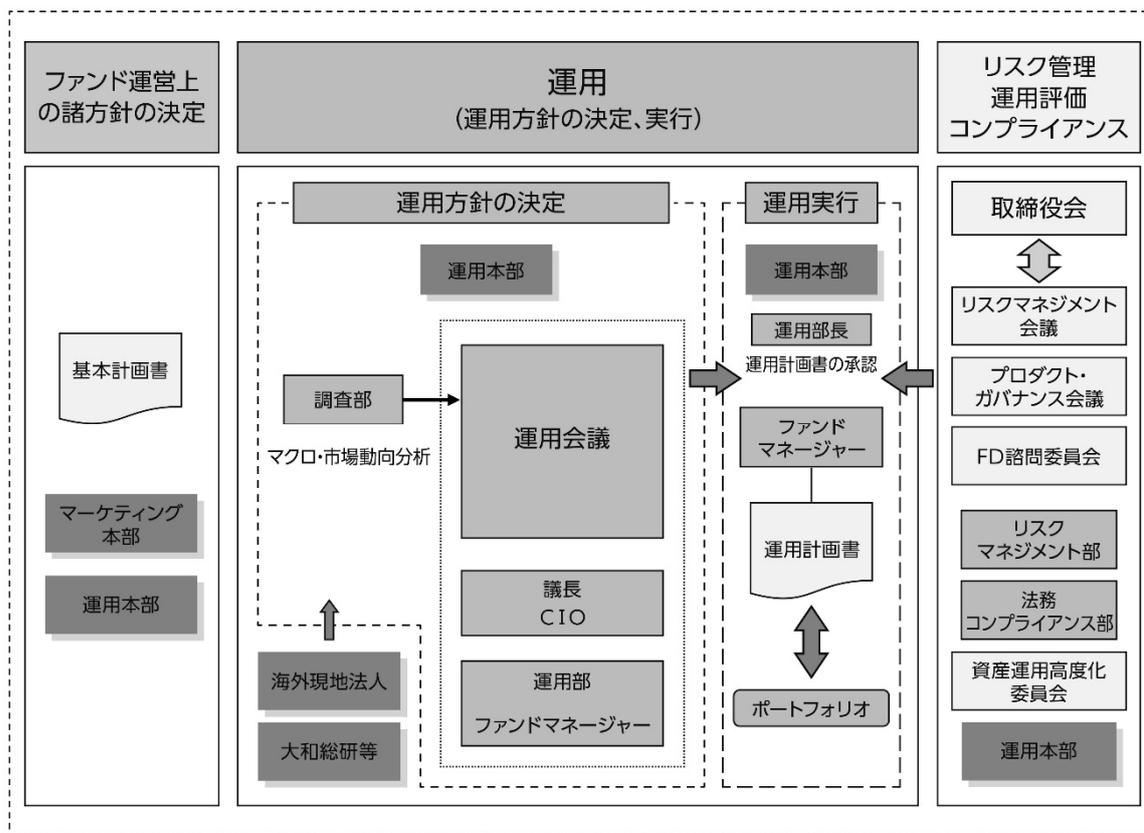 ファンド運営上
の諸方針の決定
運用
(運用方針の決定、実行)
リスク管理
運用評価
コンプライアンス
基本計画書
マーケティング
本部
運用本部
運用方針の決定
運用本部
調査部
マクロ・市場動向分析
運用会議
議長
CIO
運用部
ファンドマネージャー
海外現地法人
大和総研等
運用実行
運用本部
運用部長
運用計画書の承認
ファンド
マネージャー
運用計画書
ポートフォリオ
取締役会
リスクマネジメント
会議
プロダクト・
ガバナンス会議
FD諮問委員会
リスク
マネジメント部
法務
コンプライアンス部
資産運用高度化
委員会
運用本部